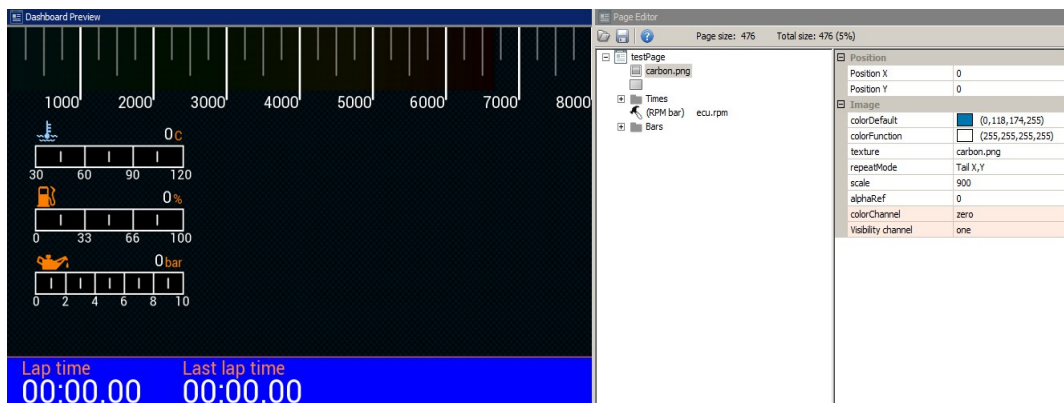 Dashboard Preview
1000 2000 3000 4000 5000 6000 7000 8000
0 C
30 60 90 120
0 %
0 33 66 100
0 bar
0 2 4 6 8 10
Lap time Last lap time
00:00.00 00:00.00
Page Editor
Page size: 476 Total size: 476 (5%)
testPage
carbon.png
Times
(RPM bar) ecu.rpm
Bars
Position
Position X 0
Position Y 0
Image
colorDefault (0,118,174,255)
colorFunction (255,255,255,255)
texture carbon.png
repeatMode Tail X,Y
scale 900
alphaRef 0
colorChannel zero
Visibility channel one